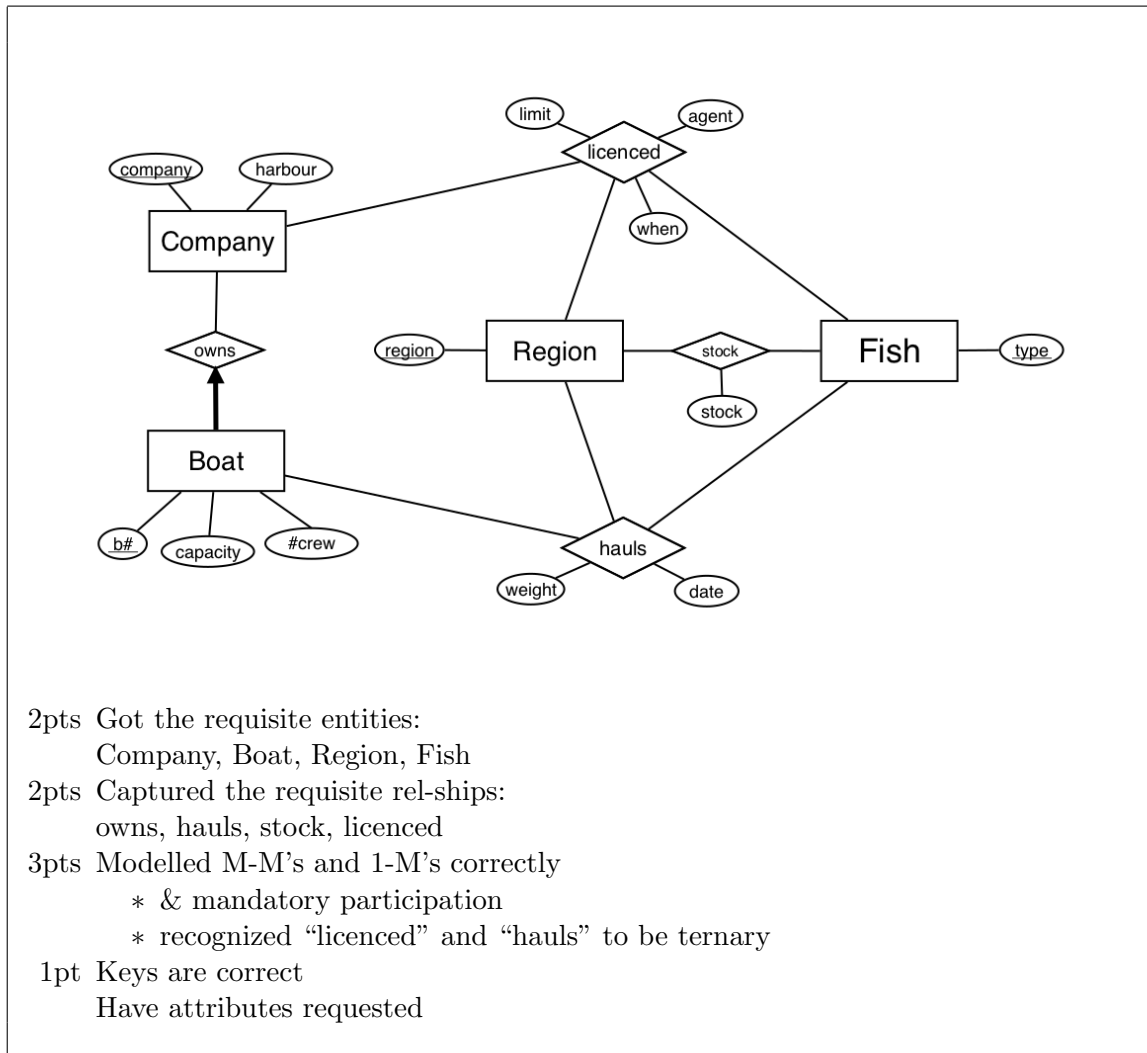 limit
agent
licenced
company
harbour
when
Company
owns
region
Region
stock
Fish
type
stock
Boat
b#
capacity
#crew
hauls
weight
date
2pts Got the requisite entities:
Company, Boat, Region, Fish
2pts Captured the requisite rel-ships:
owns, hauls, stock, licenced
3pts Modelled M-M's and 1-M's correctly
∗ & mandatory participation
∗ recognized “licenced” and “hauls” to be ternary
1pt Keys are correct
Have attributes requested